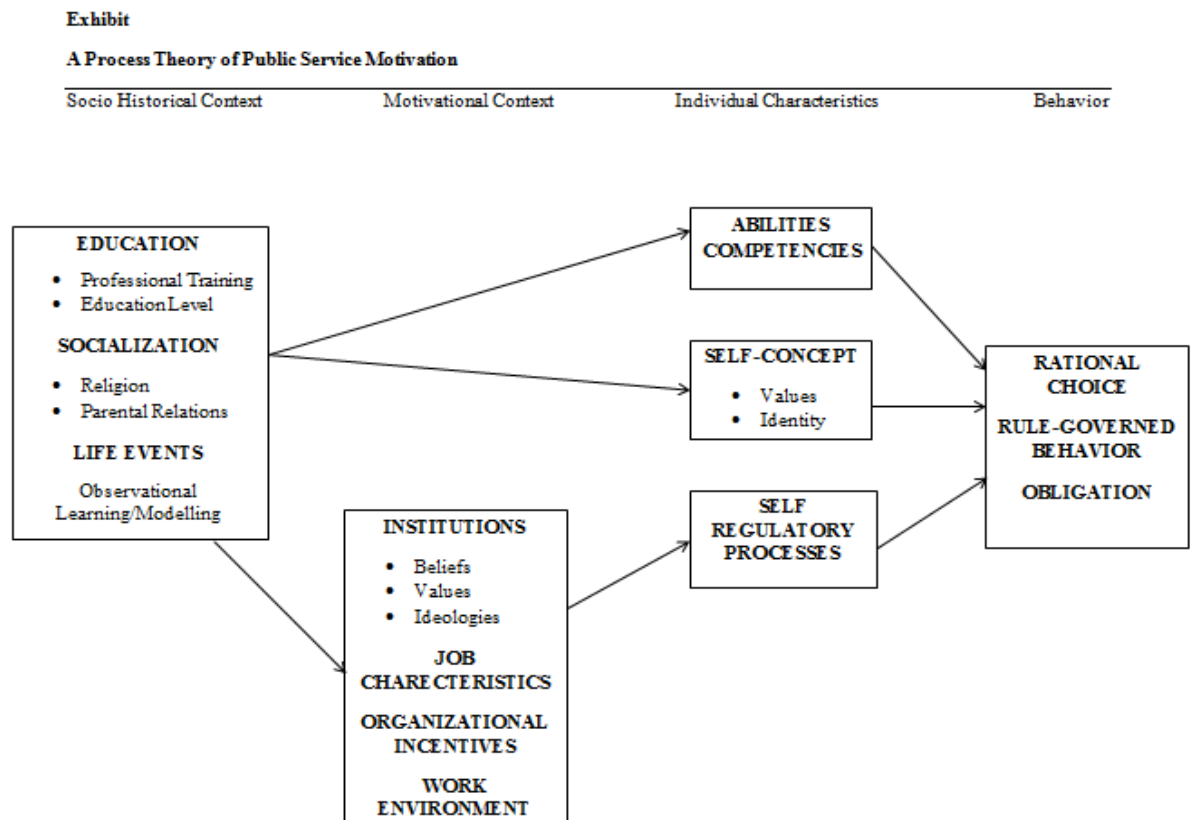 Exhibit
A Process Theory of Public Service Motivation
Socio Historical Context Motivational Context Individual Characteristics Behavior
EDUCATION
• Professional Training
• Education Level
SOCIALIZATION
• Religion
• Parental Relations
LIFE EVENTS
Observational
Learning/Modelling
INSTITUTIONS
• Beliefs
• Values
• Ideologies
JOB
CHARECTERISTICS
ORGANIZATIONAL
INCENTIVES
WORK
ENVIRONMENT
ABILITIES
COMPETENCIES
SELF-CONCEPT
• Values
• Identity
SELF
REGULATORY
PROCESSES
RATIONAL
CHOICE
RULE-GOVERNED
BEHAVIOR
OBLIGATION